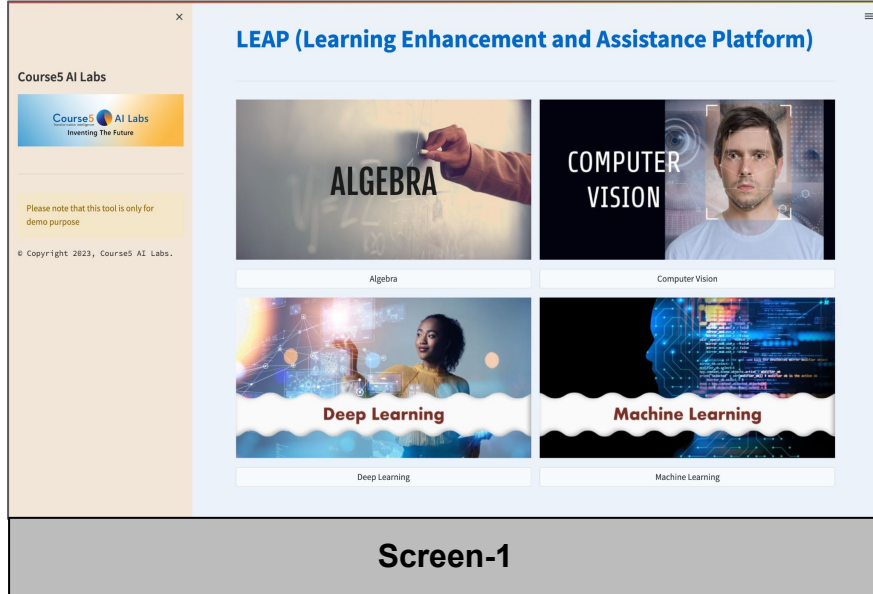 ×
LEAP (Learning Enhancement and Assistance Platform)
Course5 AI Labs
Course5 AI Labs
Inventing The Future
Please note that this tool is only for
demo purpose
© Copyright 2023, Course5 AI Labs.
ALGEBRA
COMPUTER
VISION
Algebra
Computer Vision
Deep Learning
Machine Learning
Deep Learning
Machine Learning
Screen-1